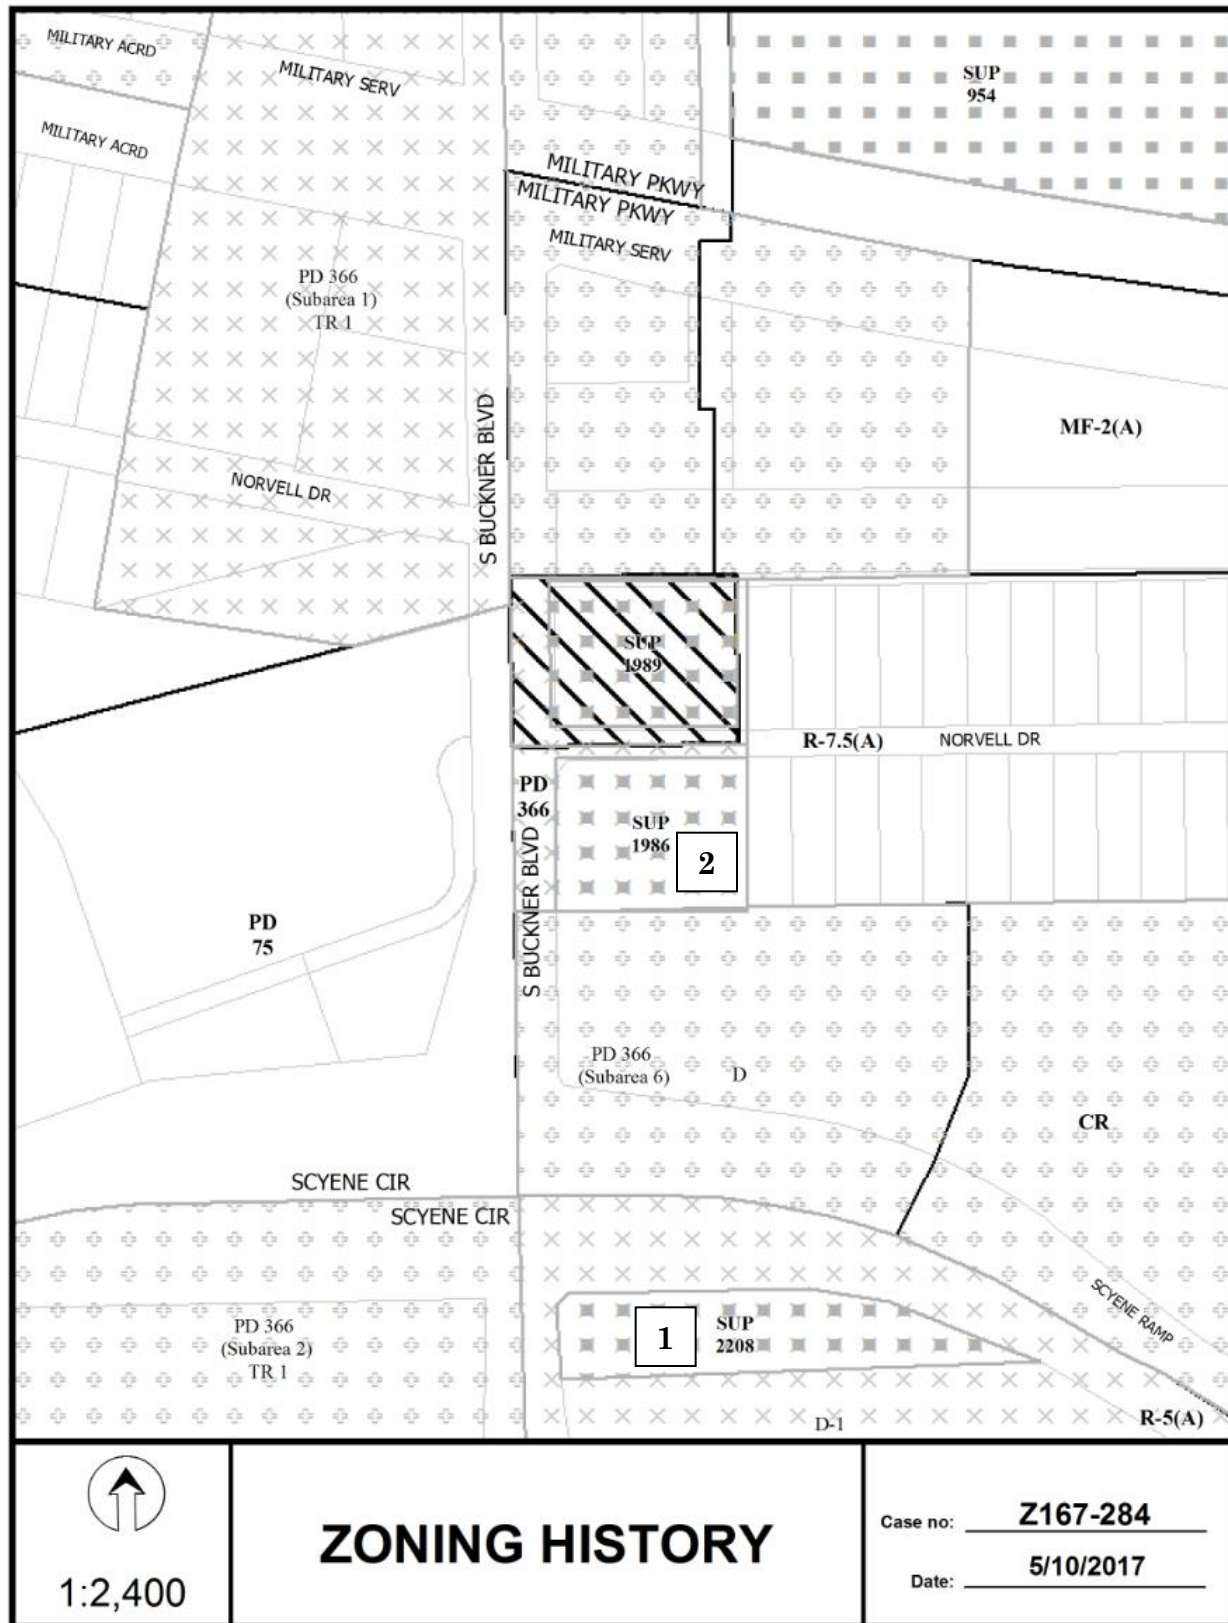 MILITARY ACRD
MILITARY SERV
SUP
954
MILITARY ACRD
MILITARY PKWY
MILITARY PKWY
MILITARY SERV
PD 366
(Subarea 1)
TR 1
S BUCKNER BLVD
MF-2(A)
NORVELL DR
SUP
1989
R-7.5(A)
NORVELL DR
PD
366
SUP
1986
2
S BUCKNER BLVD
PD
75
PD 366
(Subarea 6)
D
CR
SCYENE CIR
SCYENE CIR
SCYENE RAMP
1
SUP
2208
PD 366
(Subarea 2)
TR 1
D-1
R-5(A)
1:2,400
ZONING HISTORY
Case no: Z167-284
Date: 5/10/2017